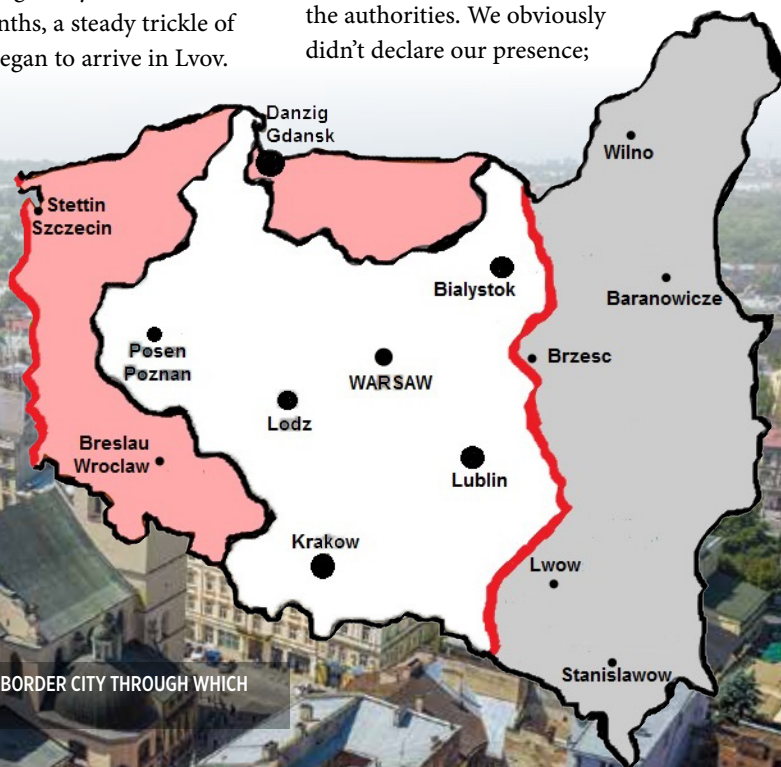 nths, a steady trickle of
egan to arrive in Lvov.
the authorities. We obviously
didn’t declare our presence;
Danzig
Gdansk
Wilno
Stettin
Szczecin
Bialystok
Baranowicze
Posen
Poznan
WARSAW
Brzesc
Lodz
Breslau
Wroclaw
Lublin
Krakow
Lwow
Stanislawow
BORDER CITY THROUGH WHICH